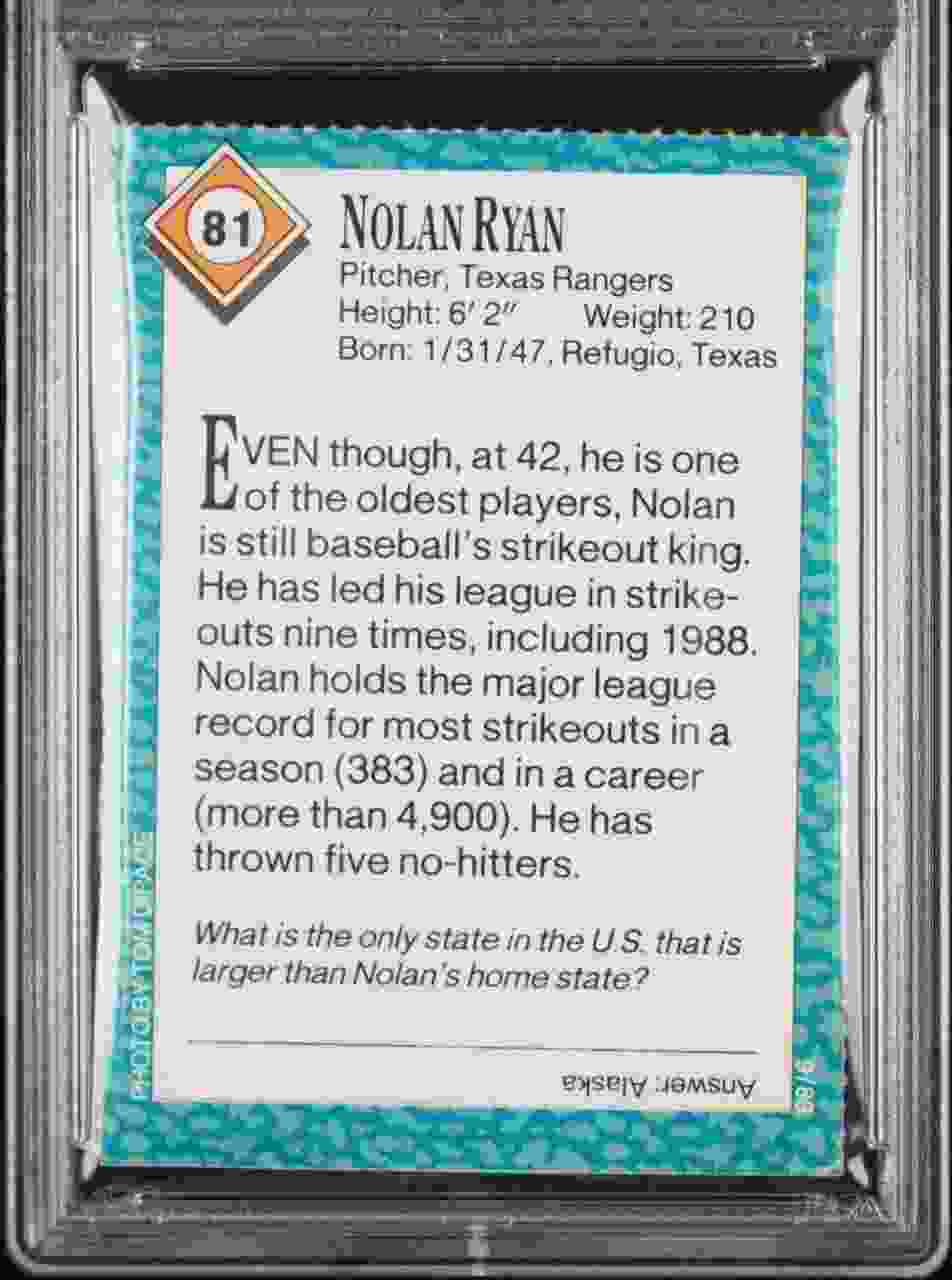 81
NOLAN RYAN
Pitcher, Texas Rangers
Height: 6' 2" Weight: 210
Born: 1/31/47, Refugio, Texas
EVEN though, at 42, he is one
of the oldest players, Nolan
is still baseball's strikeout king.
He has led his league in strike-
outs nine times, including 1988.
Nolan holds the major league
record for most strikeouts in a
season (383) and in a career
(more than 4,900). He has
thrown five no-hitters.
What is the only state in the U.S. that is
larger than Nolan's home state?
Answer: Alaska
PHOTO BY TOM DIPACE
9/89